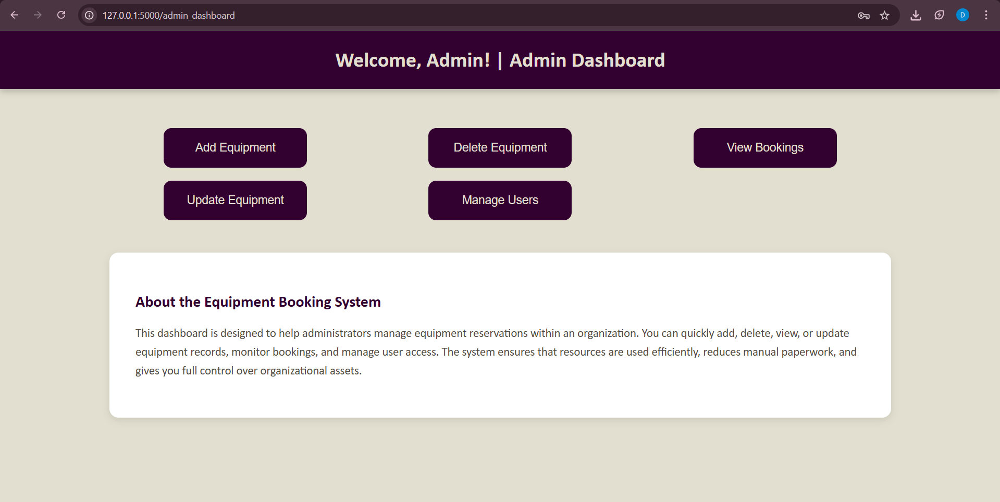 127.0.0.1:5000/admin_dashboard
D
Welcome, Admin! | Admin Dashboard
Add Equipment
Delete Equipment
View Bookings
Update Equipment
Manage Users
About the Equipment Booking System
This dashboard is designed to help administrators manage equipment reservations within an organization. You can quickly add, delete, view, or update
equipment records, monitor bookings, and manage user access. The system ensures that resources are used efficiently, reduces manual paperwork, and
gives you full control over organizational assets.